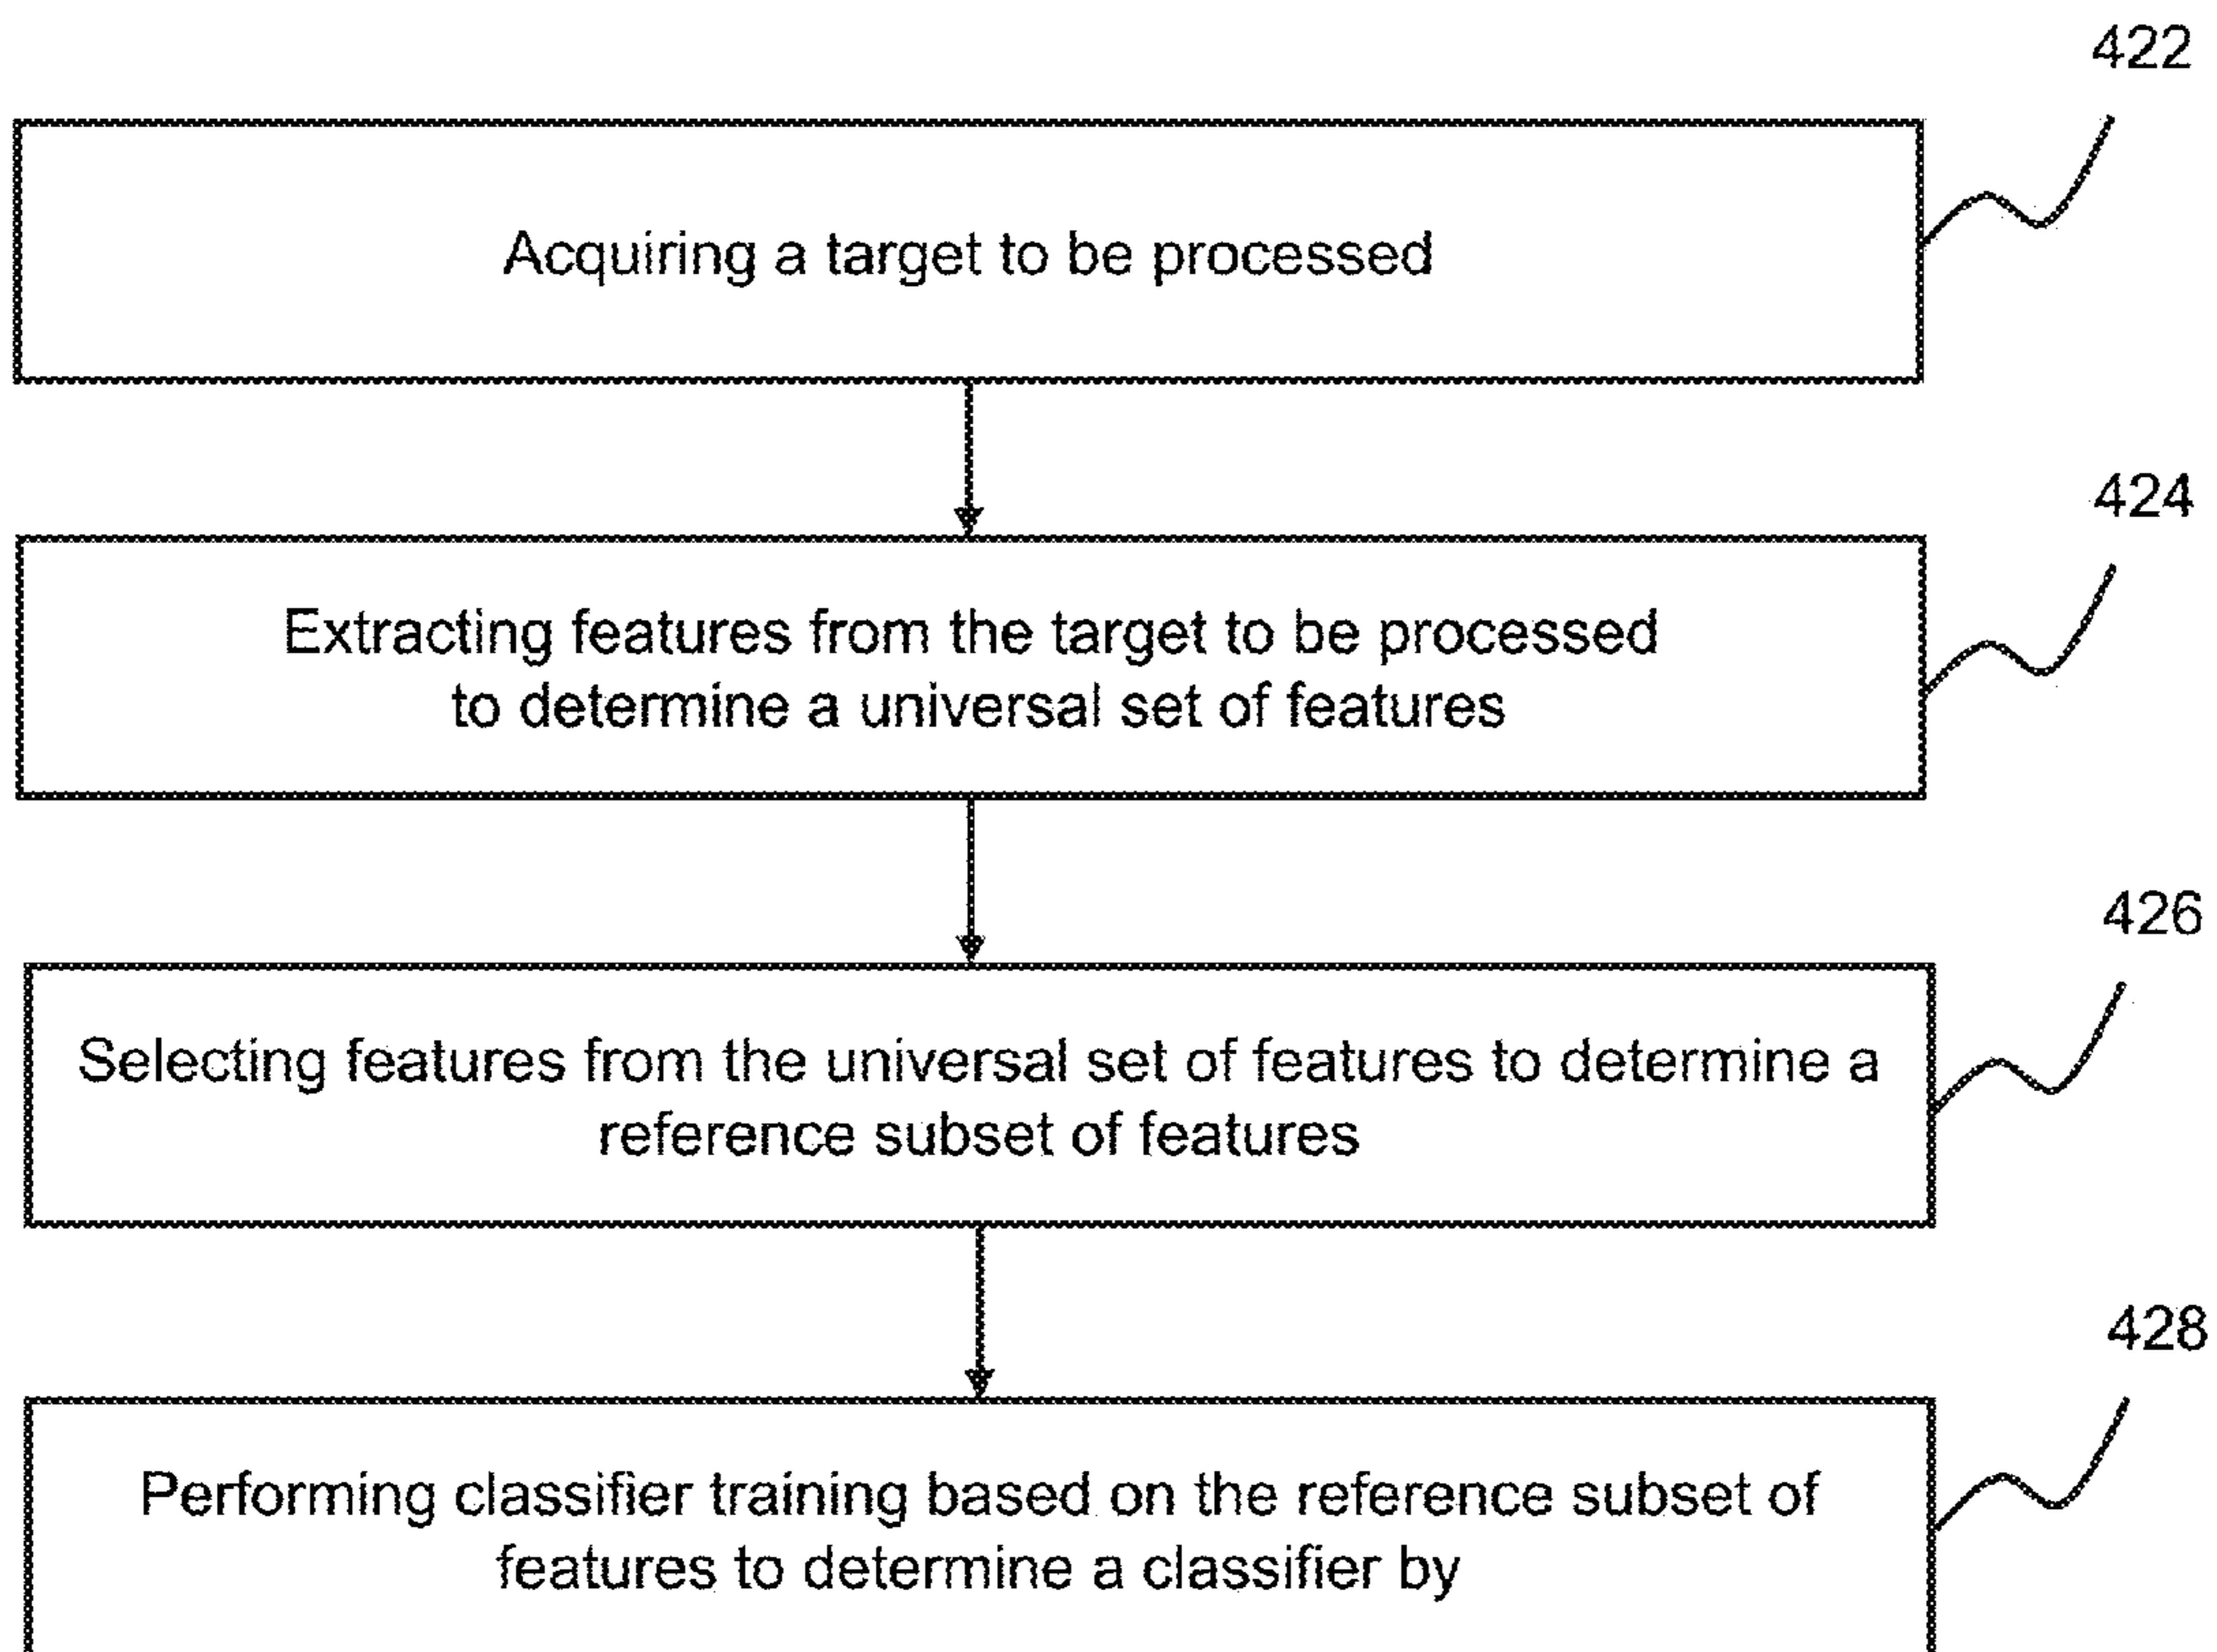 422
Acquiring a target to be processed
424
Extracting features from the target to be processed
to determine a universal set of features
426
Selecting features from the universal set of features to determine a
reference subset of features
428
Performing classifier training based on the reference subset of
features to determine a classifier by